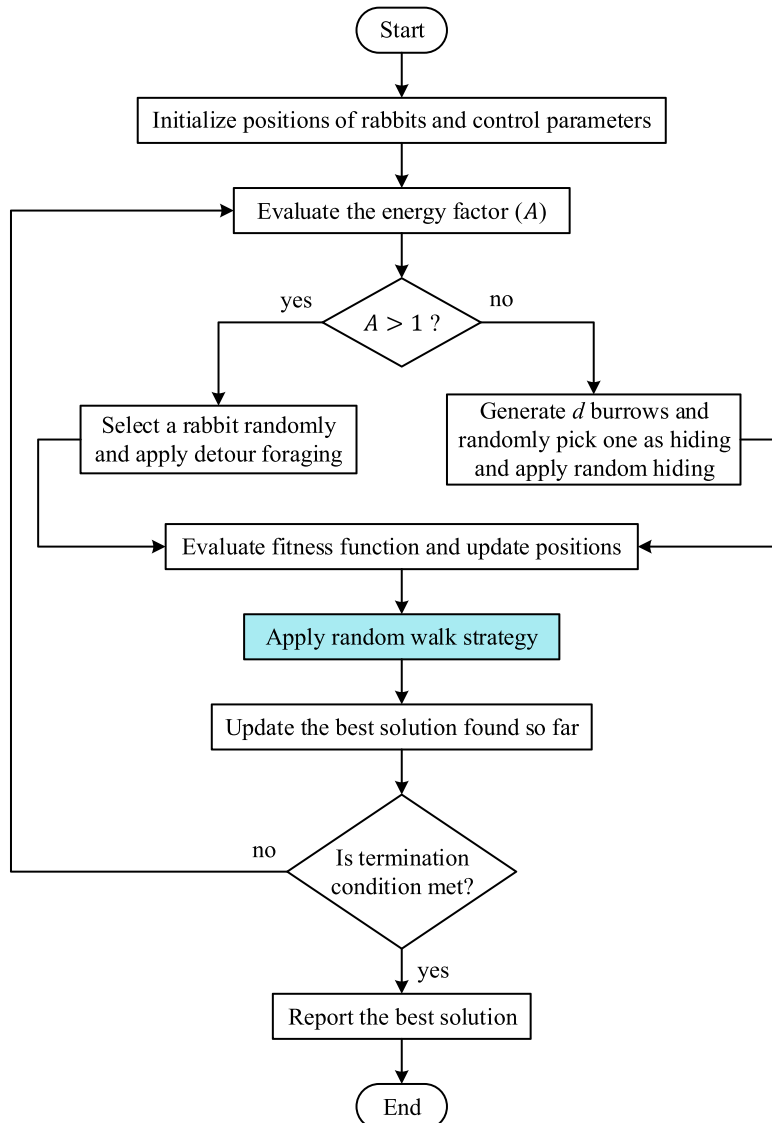 Start
Initialize positions of rabbits and control parameters
Evaluate the energy factor (A)
yes
no
A > 1 ?
Select a rabbit randomly
and apply detour foraging
Generate d burrows and
randomly pick one as hiding
and apply random hiding
Evaluate fitness function and update positions
Apply random walk strategy
Update the best solution found so far
no
Is termination
condition met?
yes
Report the best solution
End